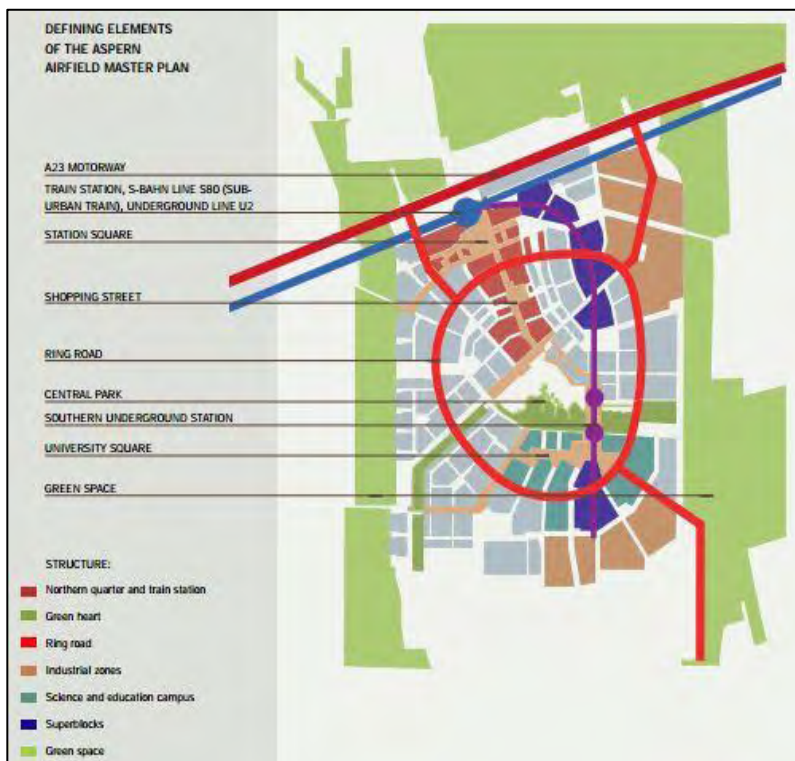 DEFINING ELEMENTS
OF THE ASPERN
AIRFIELD MASTER PLAN
A23 MOTORWAY
TRAIN STATION, S-BAHN LINE S80 (SUB-
URBAN TRAIN), UNDERGROUND LINE U2
STATION SQUARE
SHOPPING STREET
RING ROAD
CENTRAL PARK
SOUTHERN UNDERGROUND STATION
UNIVERSITY SQUARE
GREEN SPACE
STRUCTURE:
Northern quarter and train station
Green heart
Ring road
Industrial zones
Science and education campus
Superblocks
Green space